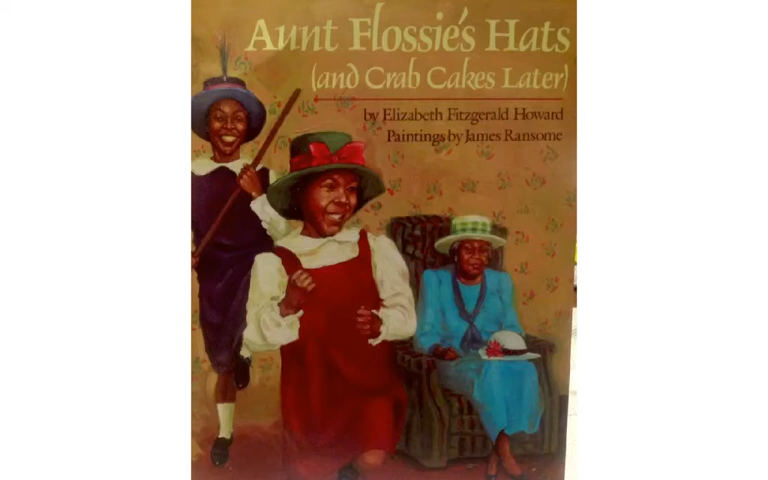 Aunt Flossie's Hats
(and Crab Cakes Later)
by Elizabeth Fitzgerald Howard
Paintings by James Ransome